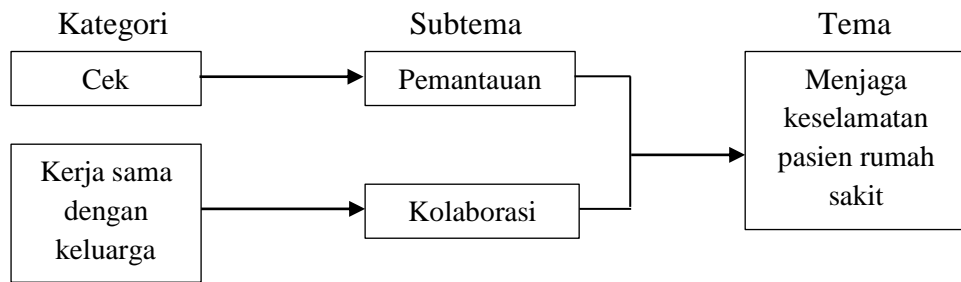 Kategori
Subtema
Tema
Cek
Pemantauan
Menjaga
keselamatan
pasien rumah
sakit
Kerja sama
dengan
keluarga
Kolaborasi